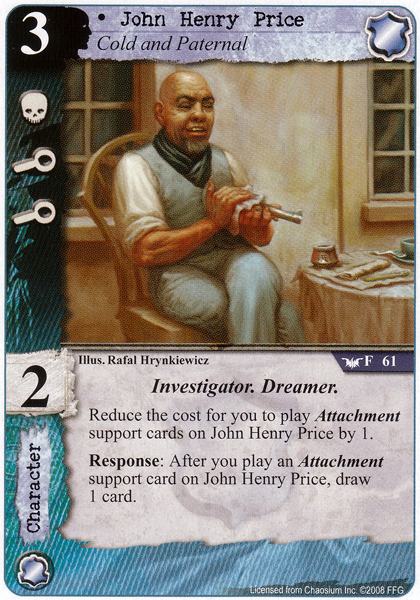 3
• John Henry Price
Cold and Paternal
Illus. Rafal Hrynkiewicz
F 61
2
Investigator. Dreamer.
Reduce the cost for you to play Attachment
support cards on John Henry Price by 1.
Response: After you play an Attachment
support card on John Henry Price, draw
1 card.
Character
Licensed from Chaosium Inc. ©2008 FFG